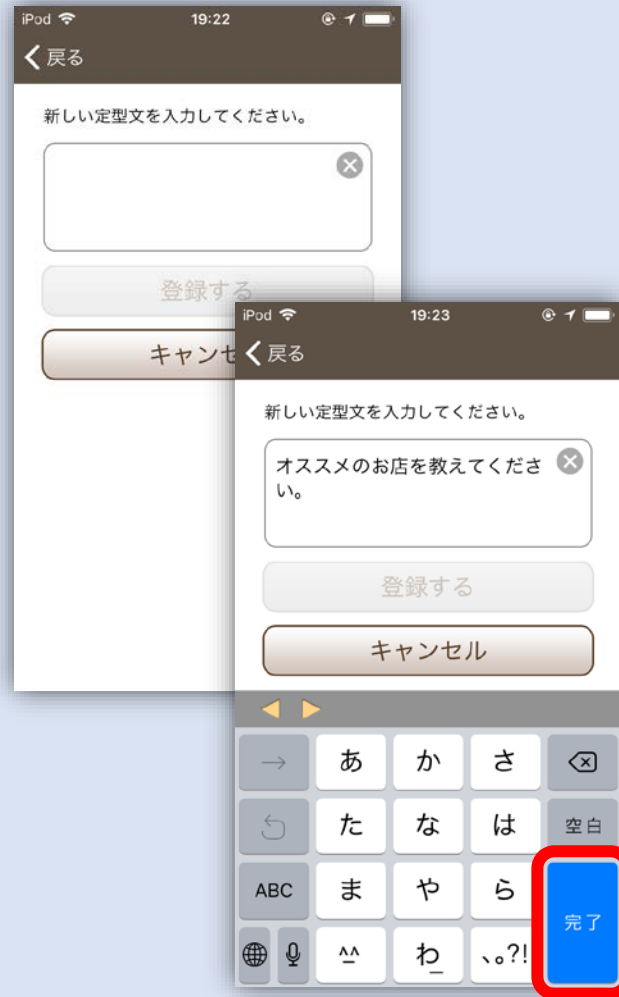 iPod 19:22
戻る
新しい定型文を入力してください。
登録する
キャンセ
iPod 19:23
戻る
新しい定型文を入力してください。
オススメのお店を教えてくださ
い。
登録する
キャンセル
→ あ か さ
た な は 空白
ABC ま や ら 完了
^^ わ_ 、。?!